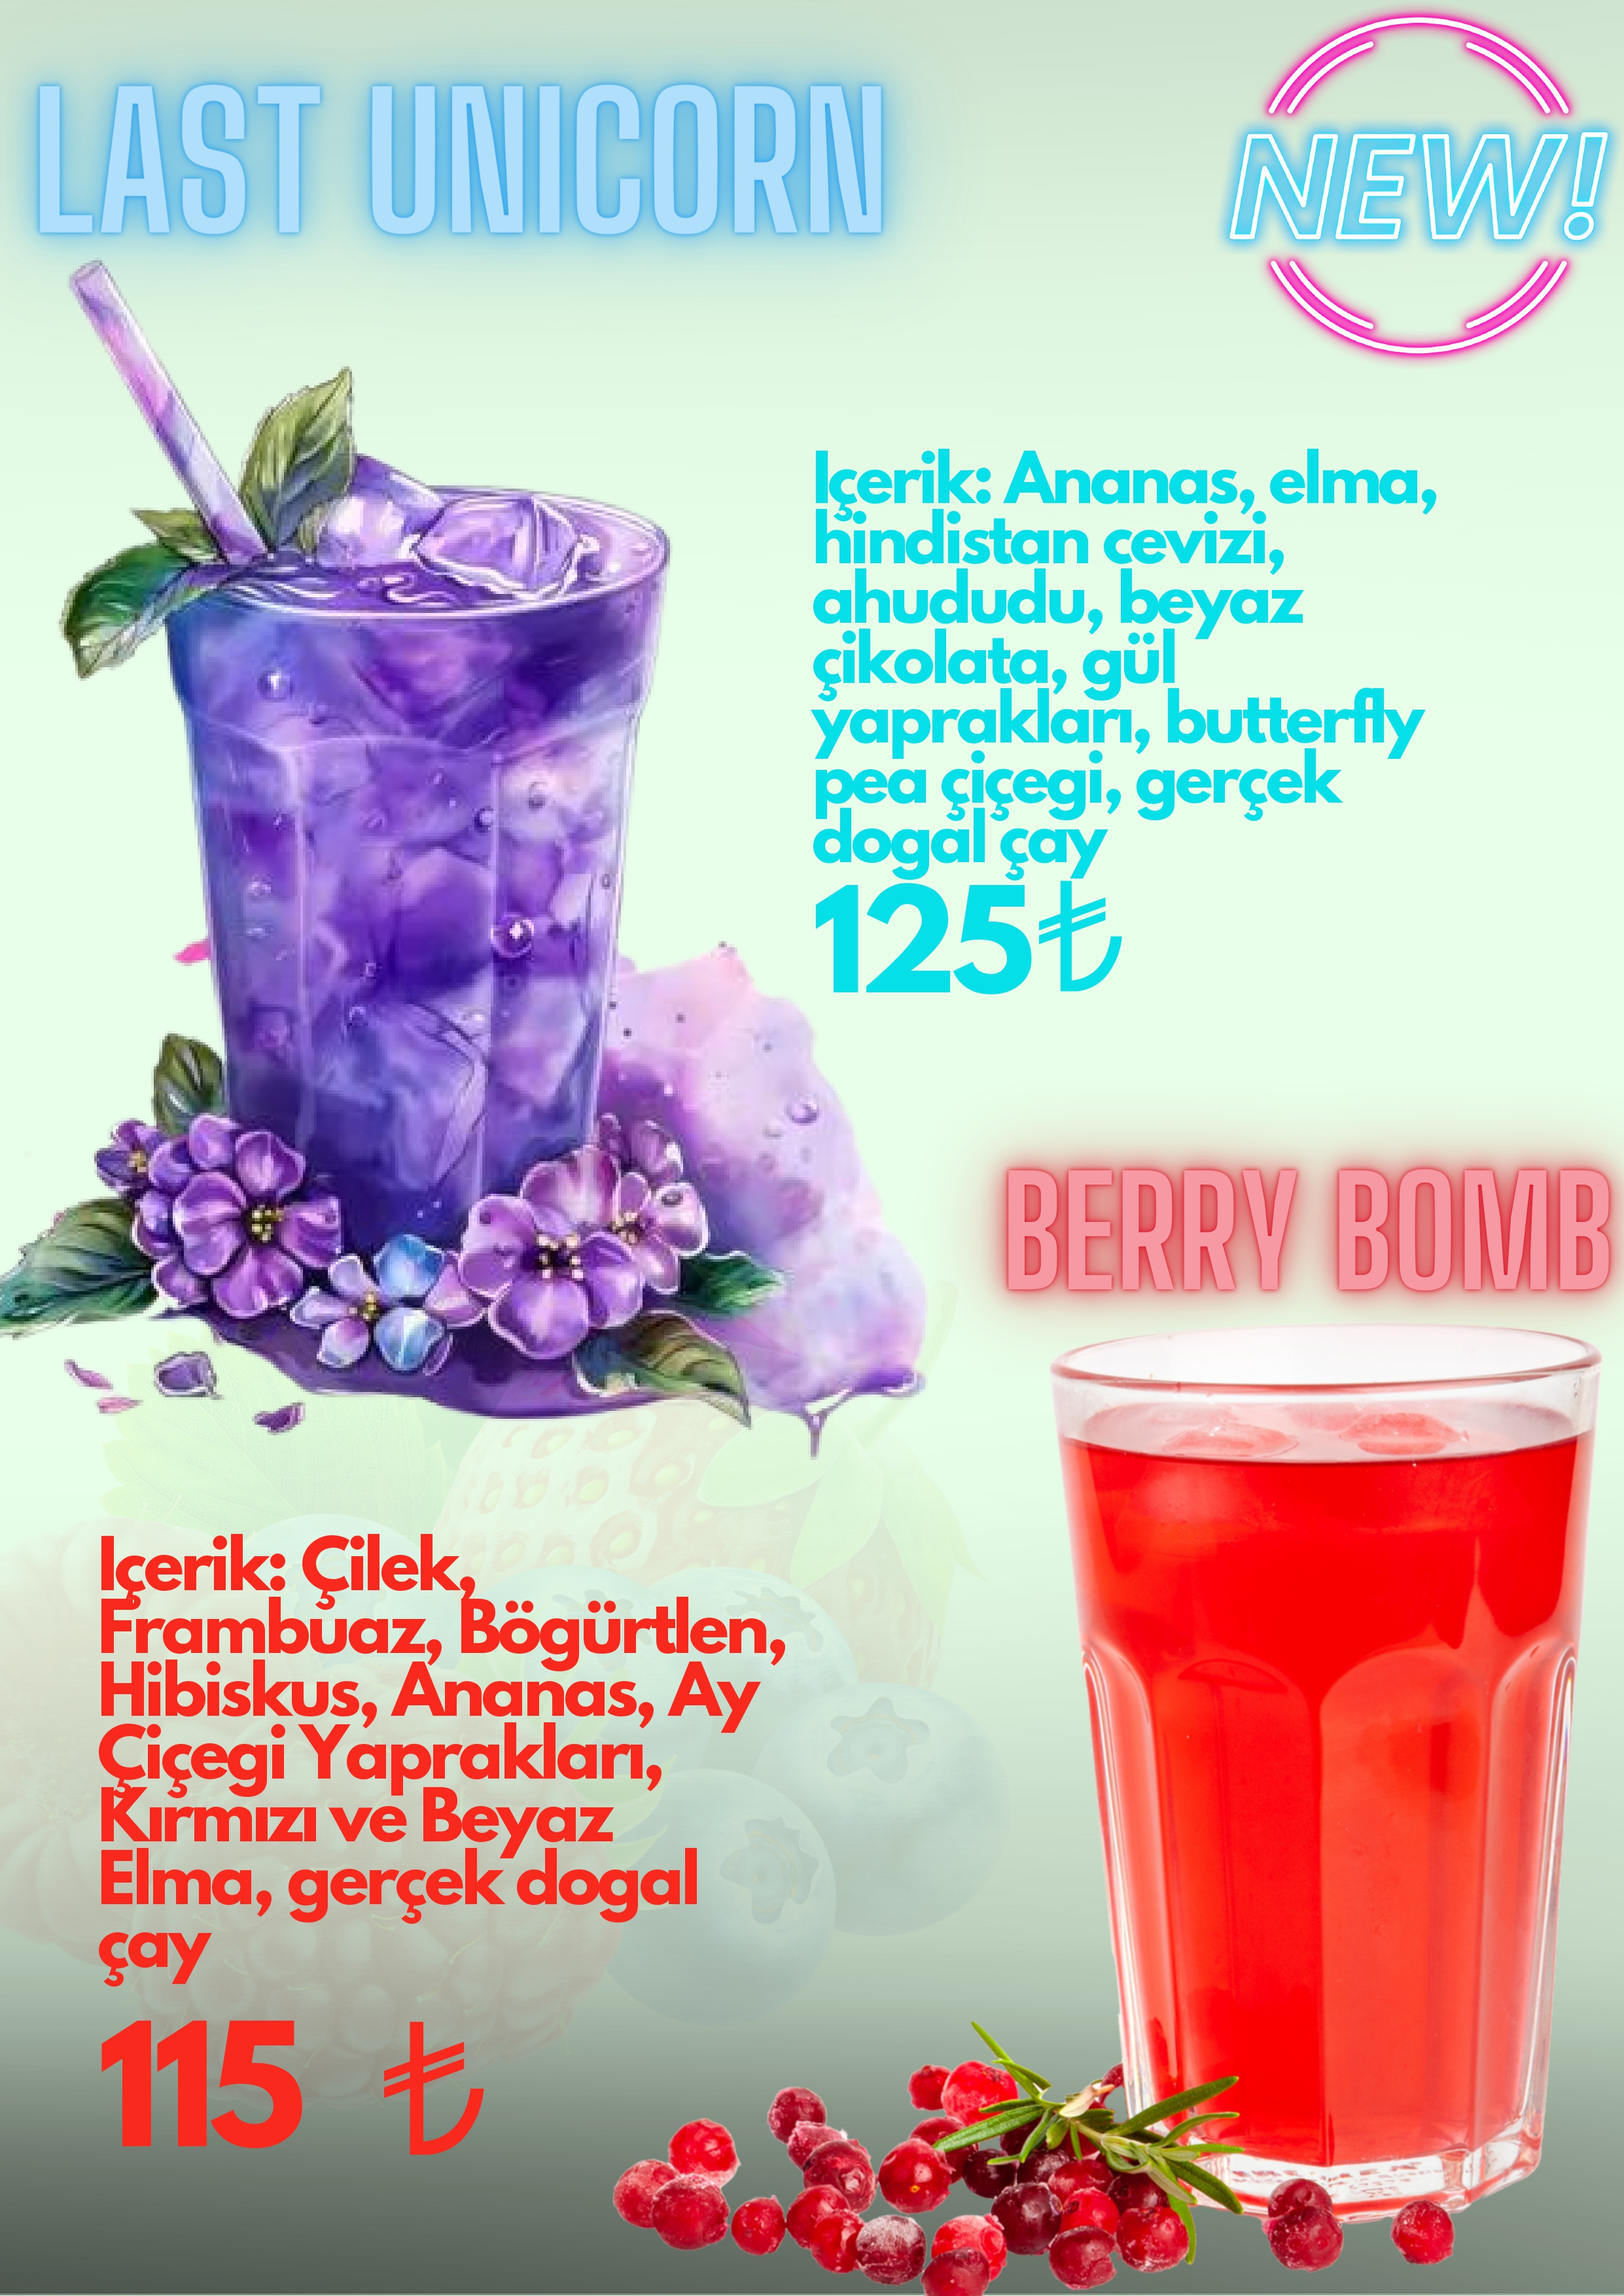 LAST UNICORN
NEW!
Içerik: Ananas, elma,
hindistan cevizi,
ahududu, beyaz
çikolata, gül
yaprakları, butterfly
pea çiçegi, gerçek
dogal çay
125₺
BERRY BOMB
Içerik: Çilek,
Frambuaz, Bögürtlen,
Hibiskus, Ananas, Ay
Çiçegi Yaprakları,
Kırmızı ve Beyaz
Elma, gerçek dogal
çay
115 ₺